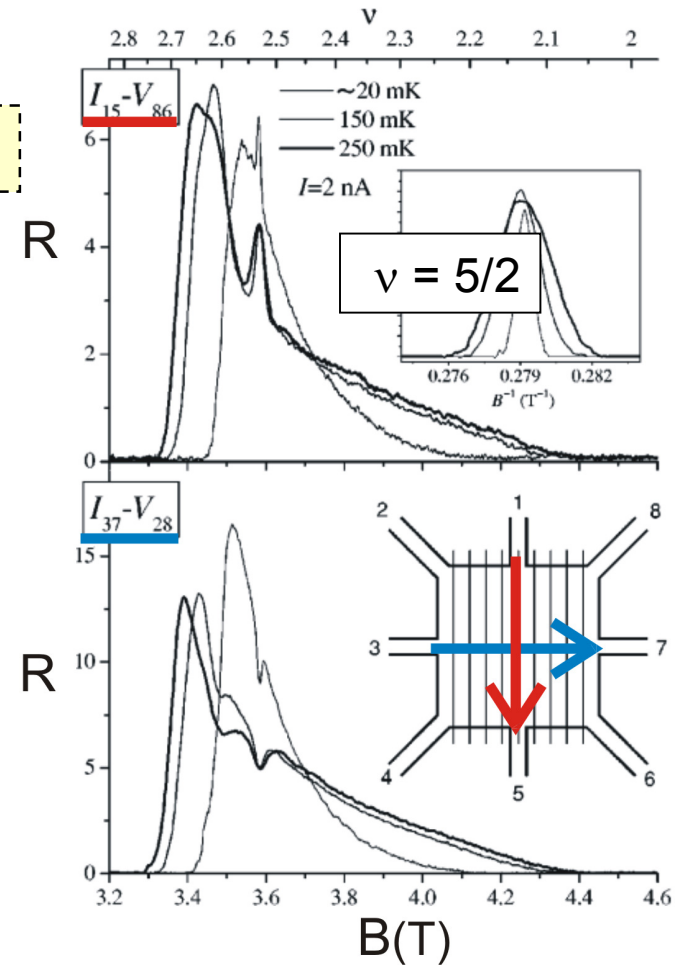 ν
2.8 2.7 2.6 2.5 2.4 2.3 2.2 2.1 2
I₁₅-V₈₆
~20 mK
150 mK
250 mK
I=2 nA
6
4
2
0
R
ν = 5/2
0.276 0.279 0.282
B⁻¹ (T⁻¹)
I₃₇-V₂₈
15
10
5
0
R
1
2 8
3 7
4 6
5
3.2 3.4 3.6 3.8 4.0 4.2 4.4 4.6
B(T)